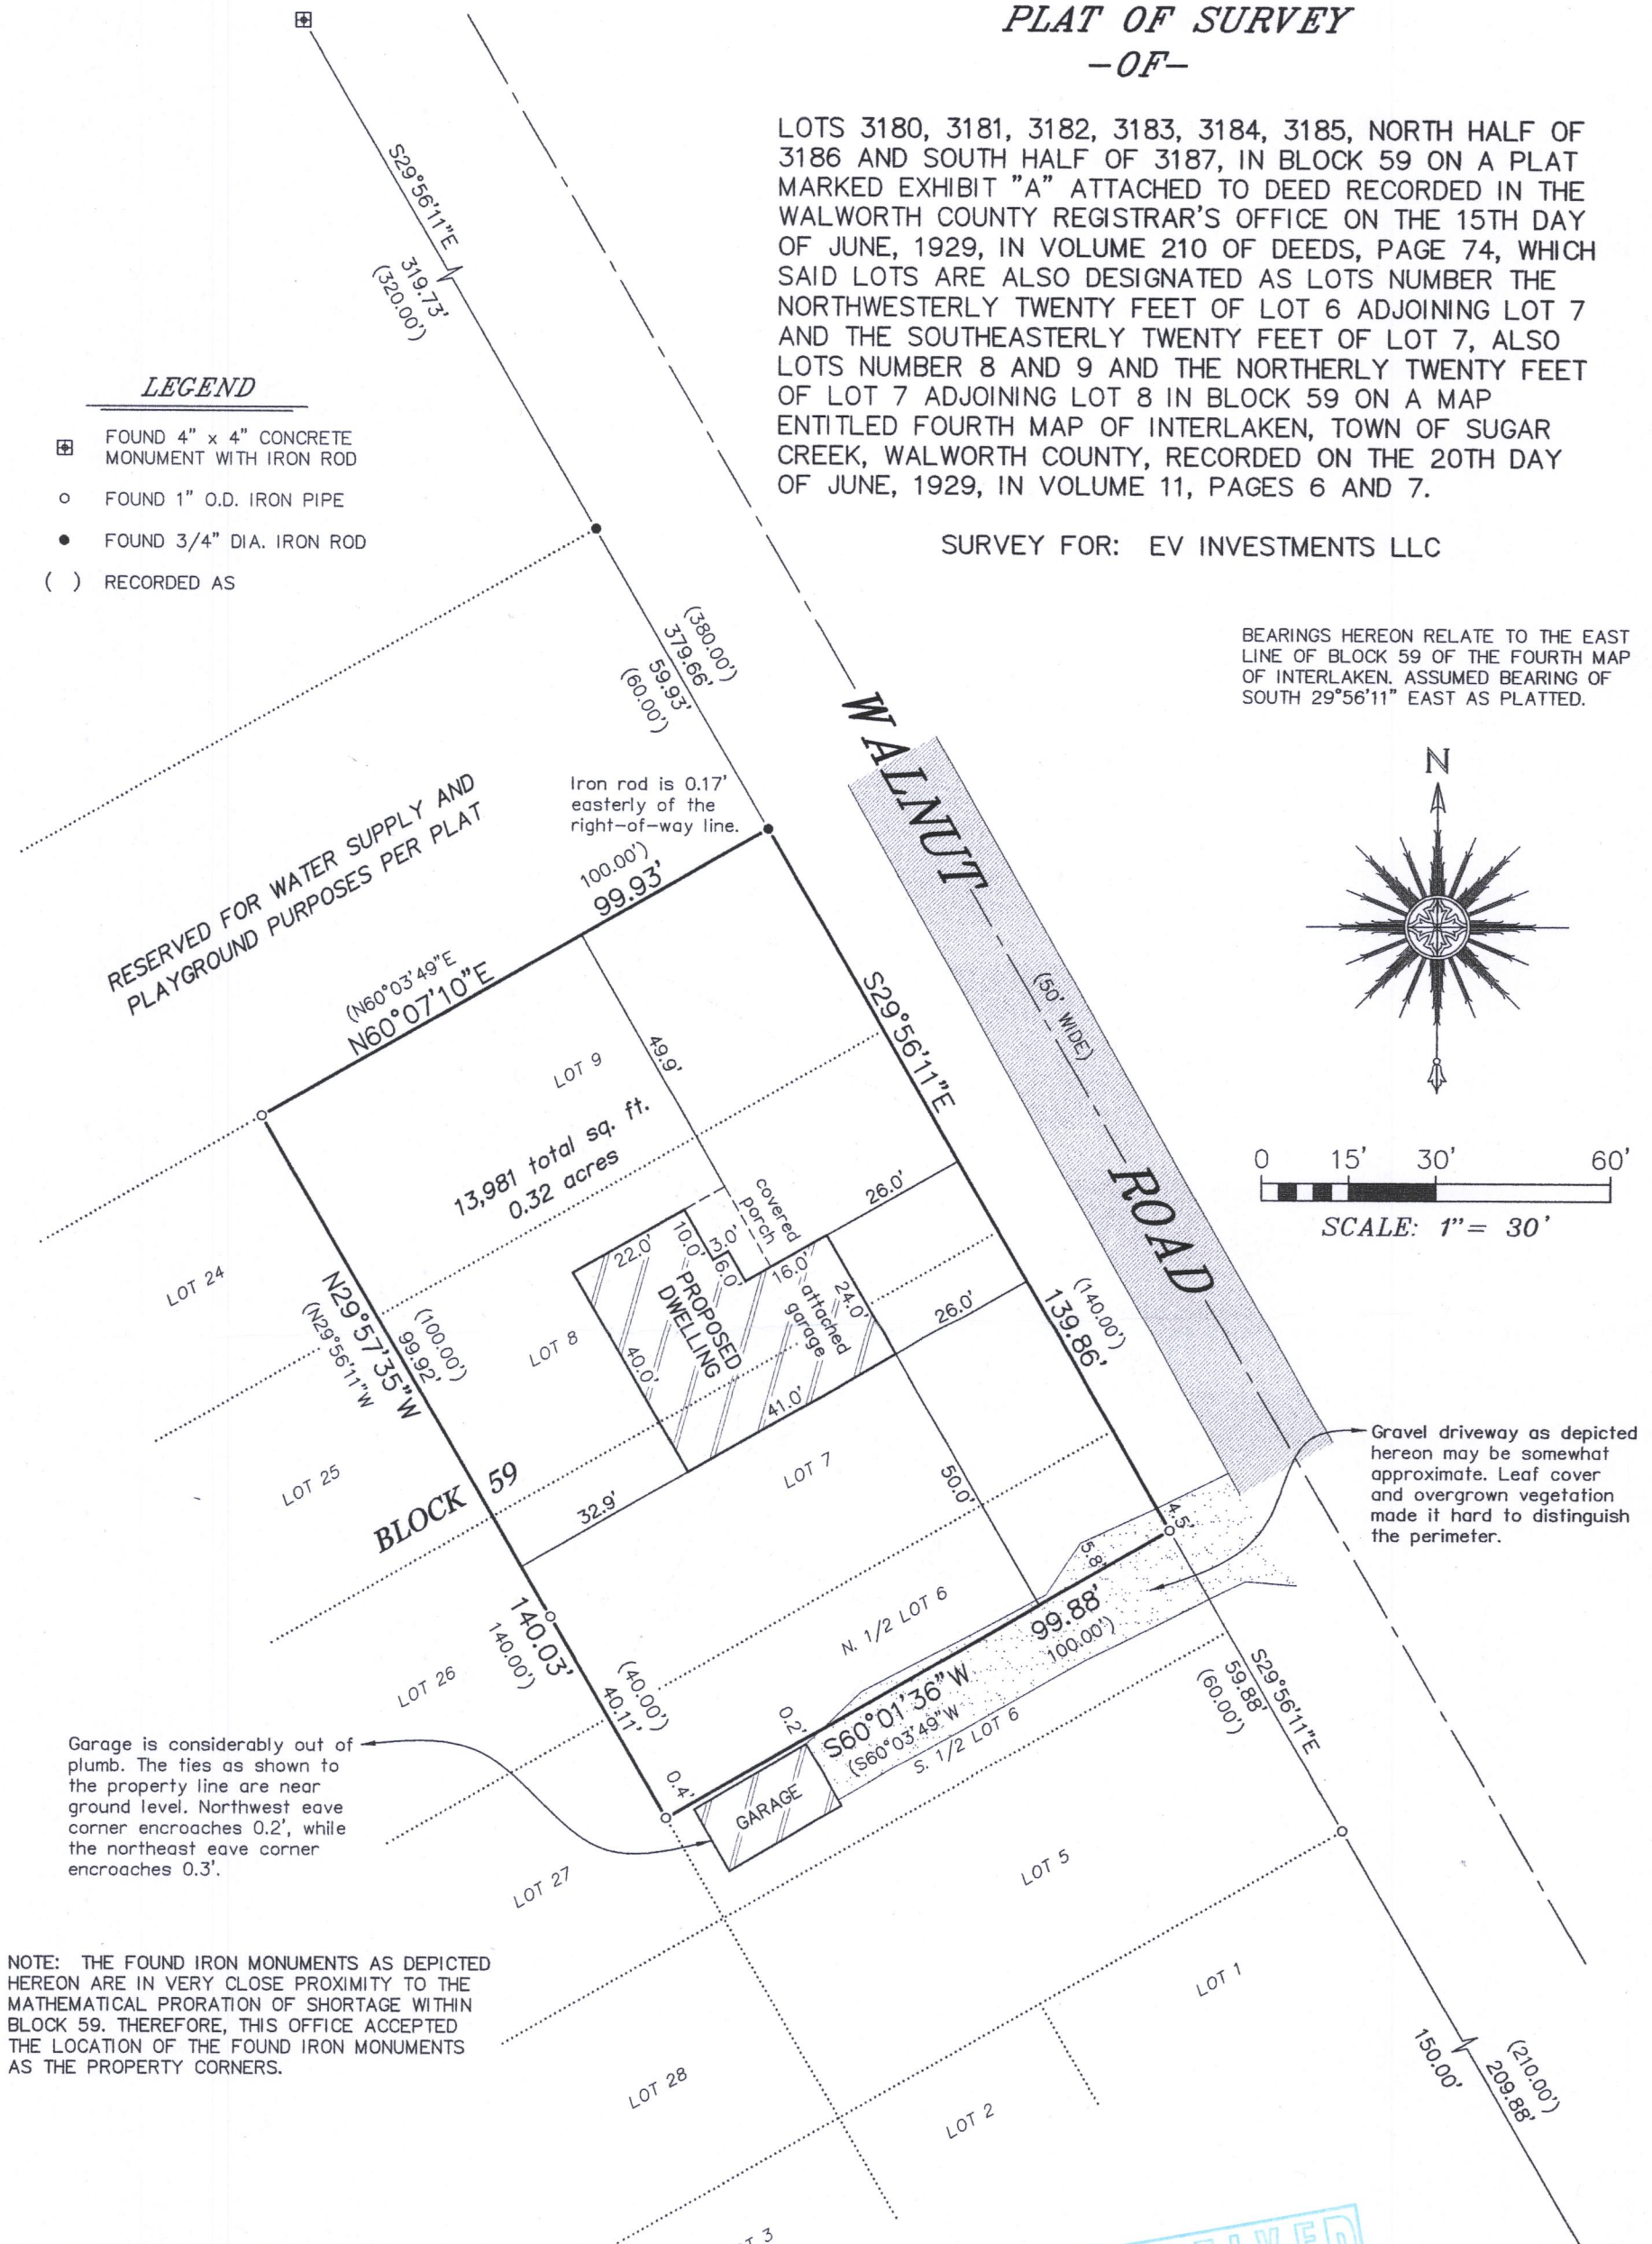 PLAT OF SURVEY
-OF-
LOTS 3180, 3181, 3182, 3183, 3184, 3185, NORTH HALF OF
3186 AND SOUTH HALF OF 3187, IN BLOCK 59 ON A PLAT
MARKED EXHIBIT "A" ATTACHED TO DEED RECORDED IN THE
WALWORTH COUNTY REGISTRAR'S OFFICE ON THE 15TH DAY
OF JUNE, 1929, IN VOLUME 210 OF DEEDS, PAGE 74, WHICH
SAID LOTS ARE ALSO DESIGNATED AS LOTS NUMBER THE
NORTHWESTERLY TWENTY FEET OF LOT 6 ADJOINING LOT 7
AND THE SOUTHEASTERLY TWENTY FEET OF LOT 7, ALSO
LOTS NUMBER 8 AND 9 AND THE NORTHERLY TWENTY FEET
OF LOT 7 ADJOINING LOT 8 IN BLOCK 59 ON A MAP
ENTITLED FOURTH MAP OF INTERLAKEN, TOWN OF SUGAR
CREEK, WALWORTH COUNTY, RECORDED ON THE 20TH DAY
OF JUNE, 1929, IN VOLUME 11, PAGES 6 AND 7.
SURVEY FOR: EV INVESTMENTS LLC
S29°56'11"E
319.73'
(320.00')
LEGEND
FOUND 4" x 4" CONCRETE
MONUMENT WITH IRON ROD
FOUND 1" O.D. IRON PIPE
FOUND 3/4" DIA. IRON ROD
( ) RECORDED AS
BEARINGS HEREON RELATE TO THE EAST
LINE OF BLOCK 59 OF THE FOURTH MAP
OF INTERLAKEN. ASSUMED BEARING OF
SOUTH 29°56'11" EAST AS PLATTED.
N
0 15' 30' 60'
SCALE: 1"= 30'
(380.00')
379.66'
59.93'
(60.00')
WALNUT
(50' WIDE)
ROAD
Iron rod is 0.17'
easterly of the
right-of-way line.
RESERVED FOR WATER SUPPLY AND
PLAYGROUND PURPOSES PER PLAT
100.00')
99.93'
(N60°03'49"E
N60°07'10"E
S29°56'11"E
LOT 9
49.9'
13,981 total sq. ft.
0.32 acres
covered
porch
26.0'
22.0'
10.0'
3.0'
6.0'
16.0'
PROPOSED
DWELLING
attached
garage
24.0'
40.0'
41.0'
26.0'
(140.00')
139.86'
LOT 24
N29°57'35"W
(N29°56'11"W
(100.00')
99.92'
LOT 8
LOT 25
BLOCK 59
32.9'
LOT 7
50.0'
4.5'
5.8'
Gravel driveway as depicted
hereon may be somewhat
approximate. Leaf cover
and overgrown vegetation
made it hard to distinguish
the perimeter.
140.03'
140.00')
LOT 26
(40.00')
40.11'
N. 1/2 LOT 6
99.88'
100.00')
S60°01'36"W
(S60°03'49"W
S. 1/2 LOT 6
0.2'
0.4'
GARAGE
S29°56'11"E
59.88'
(60.00')
Garage is considerably out of
plumb. The ties as shown to
the property line are near
ground level. Northwest eave
corner encroaches 0.2', while
the northeast eave corner
encroaches 0.3'.
LOT 27
LOT 5
NOTE: THE FOUND IRON MONUMENTS AS DEPICTED
HEREON ARE IN VERY CLOSE PROXIMITY TO THE
MATHEMATICAL PRORATION OF SHORTAGE WITHIN
BLOCK 59. THEREFORE, THIS OFFICE ACCEPTED
THE LOCATION OF THE FOUND IRON MONUMENTS
AS THE PROPERTY CORNERS.
LOT 1
LOT 28
LOT 2
150.00'
(210.00')
209.88'
3